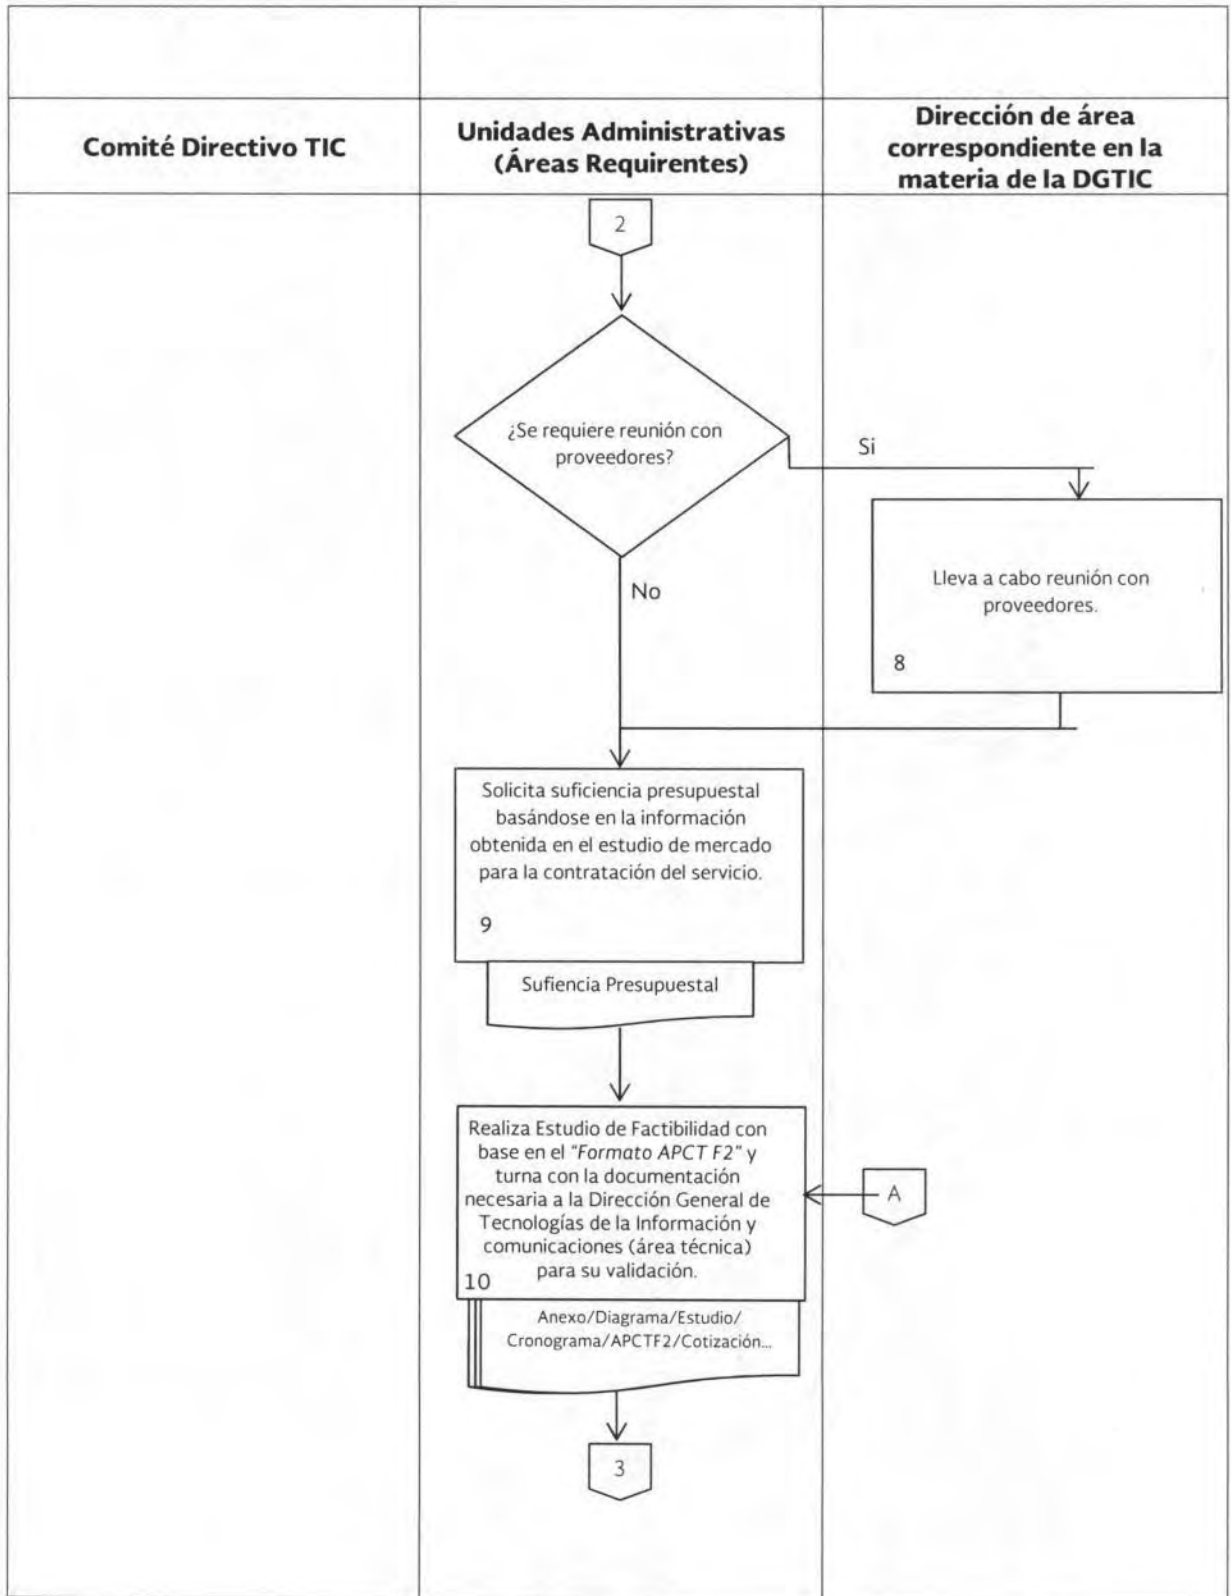 Comité Directivo TIC
Unidades Administrativas
(Áreas Requirentes)
Dirección de área
correspondiente en la
materia de la DGTIC
2
¿Se requiere reunión con
proveedores?
Si
No
Lleva a cabo reunión con
proveedores.
8
Solicita suficiencia presupuestal
basándose en la información
obtenida en el estudio de mercado
para la contratación del servicio.
9
Sufiencia Presupuestal
Realiza Estudio de Factibilidad con
base en el "Formato APCT F2" y
turna con la documentación
necesaria a la Dirección General de
Tecnologías de la Información y
comunicaciones (área técnica)
para su validación.
10
A
Anexo/Diagrama/Estudio/
Cronograma/APCTF2/Cotización...
3